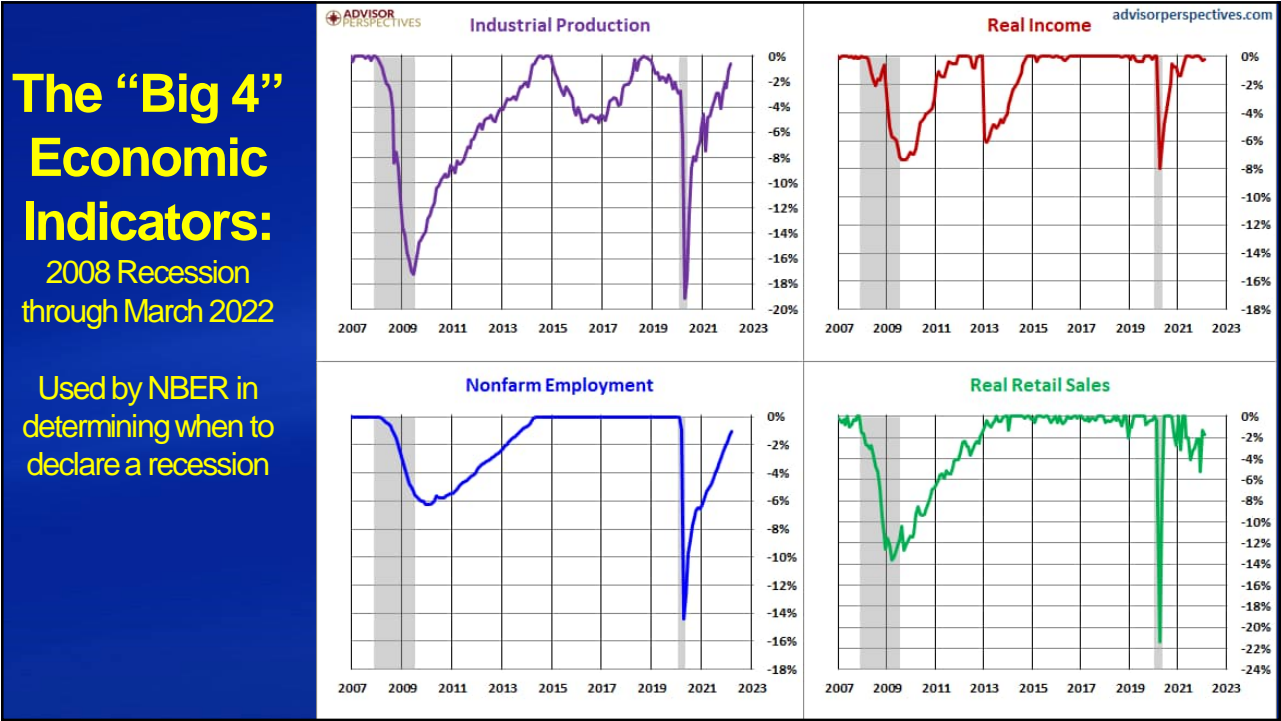 The “Big 4”
Economic
Indicators:
2008 Recession
through March 2022
Used by NBER in
determining when to
declare a recession
ADVISOR
PERSPECTIVES
advisorperspectives.com
Industrial Production
0%
-2%
-4%
-6%
-8%
-10%
-12%
-14%
-16%
-18%
-20%
2007 2009 2011 2013 2015 2017 2019 2021 2023
Real Income
0%
-2%
-4%
-6%
-8%
-10%
-12%
-14%
-16%
-18%
2007 2009 2011 2013 2015 2017 2019 2021 2023
Nonfarm Employment
0%
-2%
-4%
-6%
-8%
-10%
-12%
-14%
-16%
-18%
2007 2009 2011 2013 2015 2017 2019 2021 2023
Real Retail Sales
0%
-2%
-4%
-6%
-8%
-10%
-12%
-14%
-16%
-18%
-20%
-22%
-24%
2007 2009 2011 2013 2015 2017 2019 2021 2023